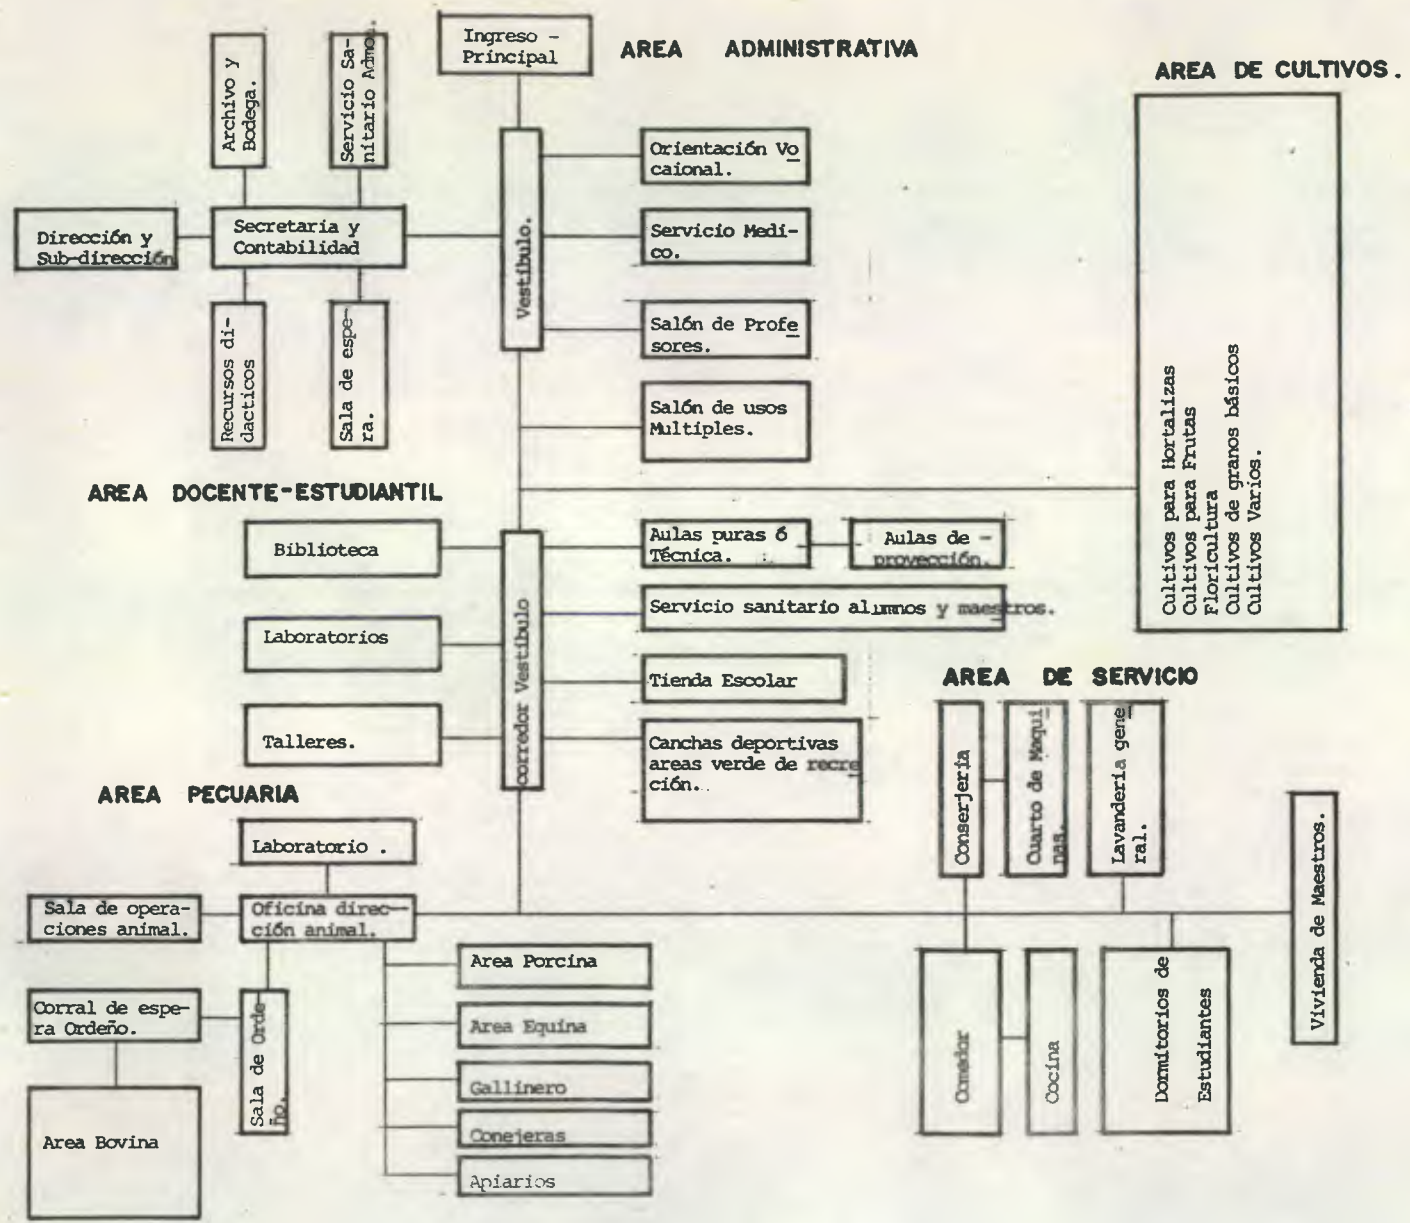 Ingreso -
Principal
AREA ADMINISTRATIVA
AREA DE CULTIVOS.
Archivo y
Bodega.
Servicio Sa-
nitario Admon.
Orientación Vo
caional.
Dirección y
Sub-dirección
Secretaria y
Contabilidad
Vestíbulo.
Servicio Medi-
co.
Recursos di-
dacticos
Sala de espe-
ra.
Salón de Profe
sores.
Salón de usos
Multiples.
Cultivos para Hortalizas
Cultivos para Frutas
Floricultura
Cultivos de granos básicos
Cultivos Varios.
AREA DOCENTE-ESTUDIANTIL
Biblioteca
Aulas puras ó
Técnica.
Aulas de -
proyección.
Servicio sanitario alumnos y maestros.
Laboratorios
corredor Vestíbulo
Tienda Escolar
Talleres.
Canchas deportivas
areas verde de recre
ción.
AREA DE SERVICIO
Conserjería
Cuarto de Maqui
nas.
Lavanderia gene
ral.
Vivienda de Maestros.
AREA PECUARIA
Laboratorio .
Sala de opera-
ciones animal.
Oficina direc-
ción animal.
Area Porcina
Corral de espe-
ra Ordeño.
Sala de Orde-
ño.
Area Equina
Gallinero
Area Bovina
Conejeras
Apiarios
Comedor
Cocina
Dormitorios de
Estudiantes